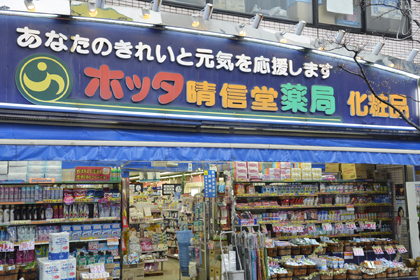 あなたのきれいと元気を応援します
ホッタ晴信堂薬局 化粧品